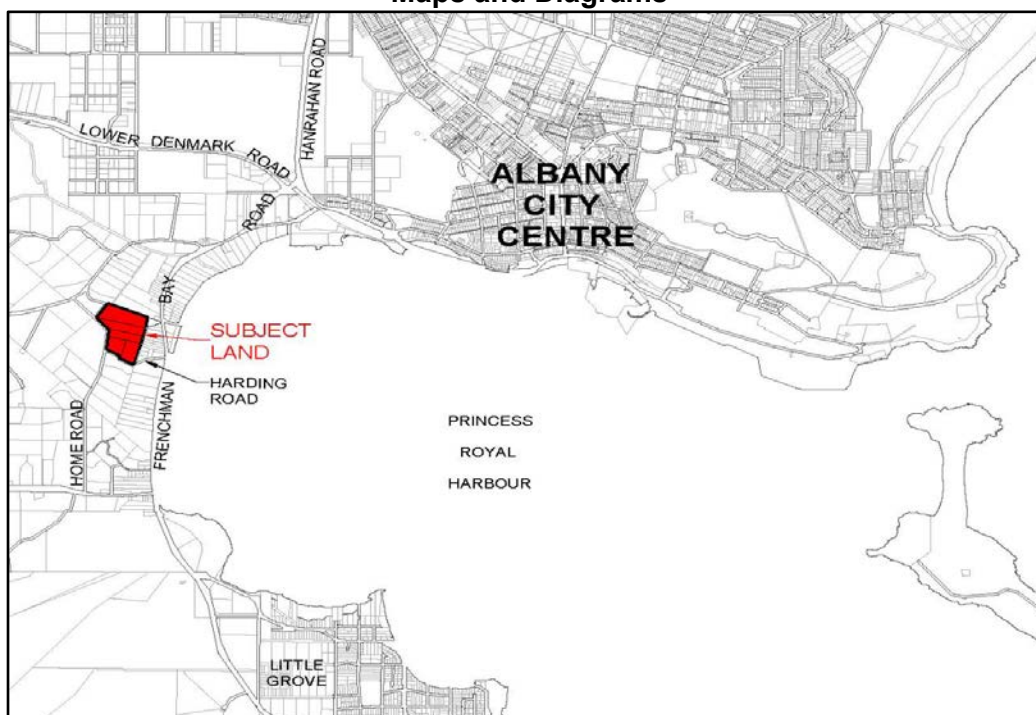 Maps and Diagrams
LOWER DENMARK ROAD
HANRAHAN ROAD
ALBANY
CITY
CENTRE
FRENCHMAN BAY ROAD
SUBJECT
LAND
HARDING
ROAD
HOME ROAD
PRINCESS
ROYAL
HARBOUR
LITTLE
GROVE